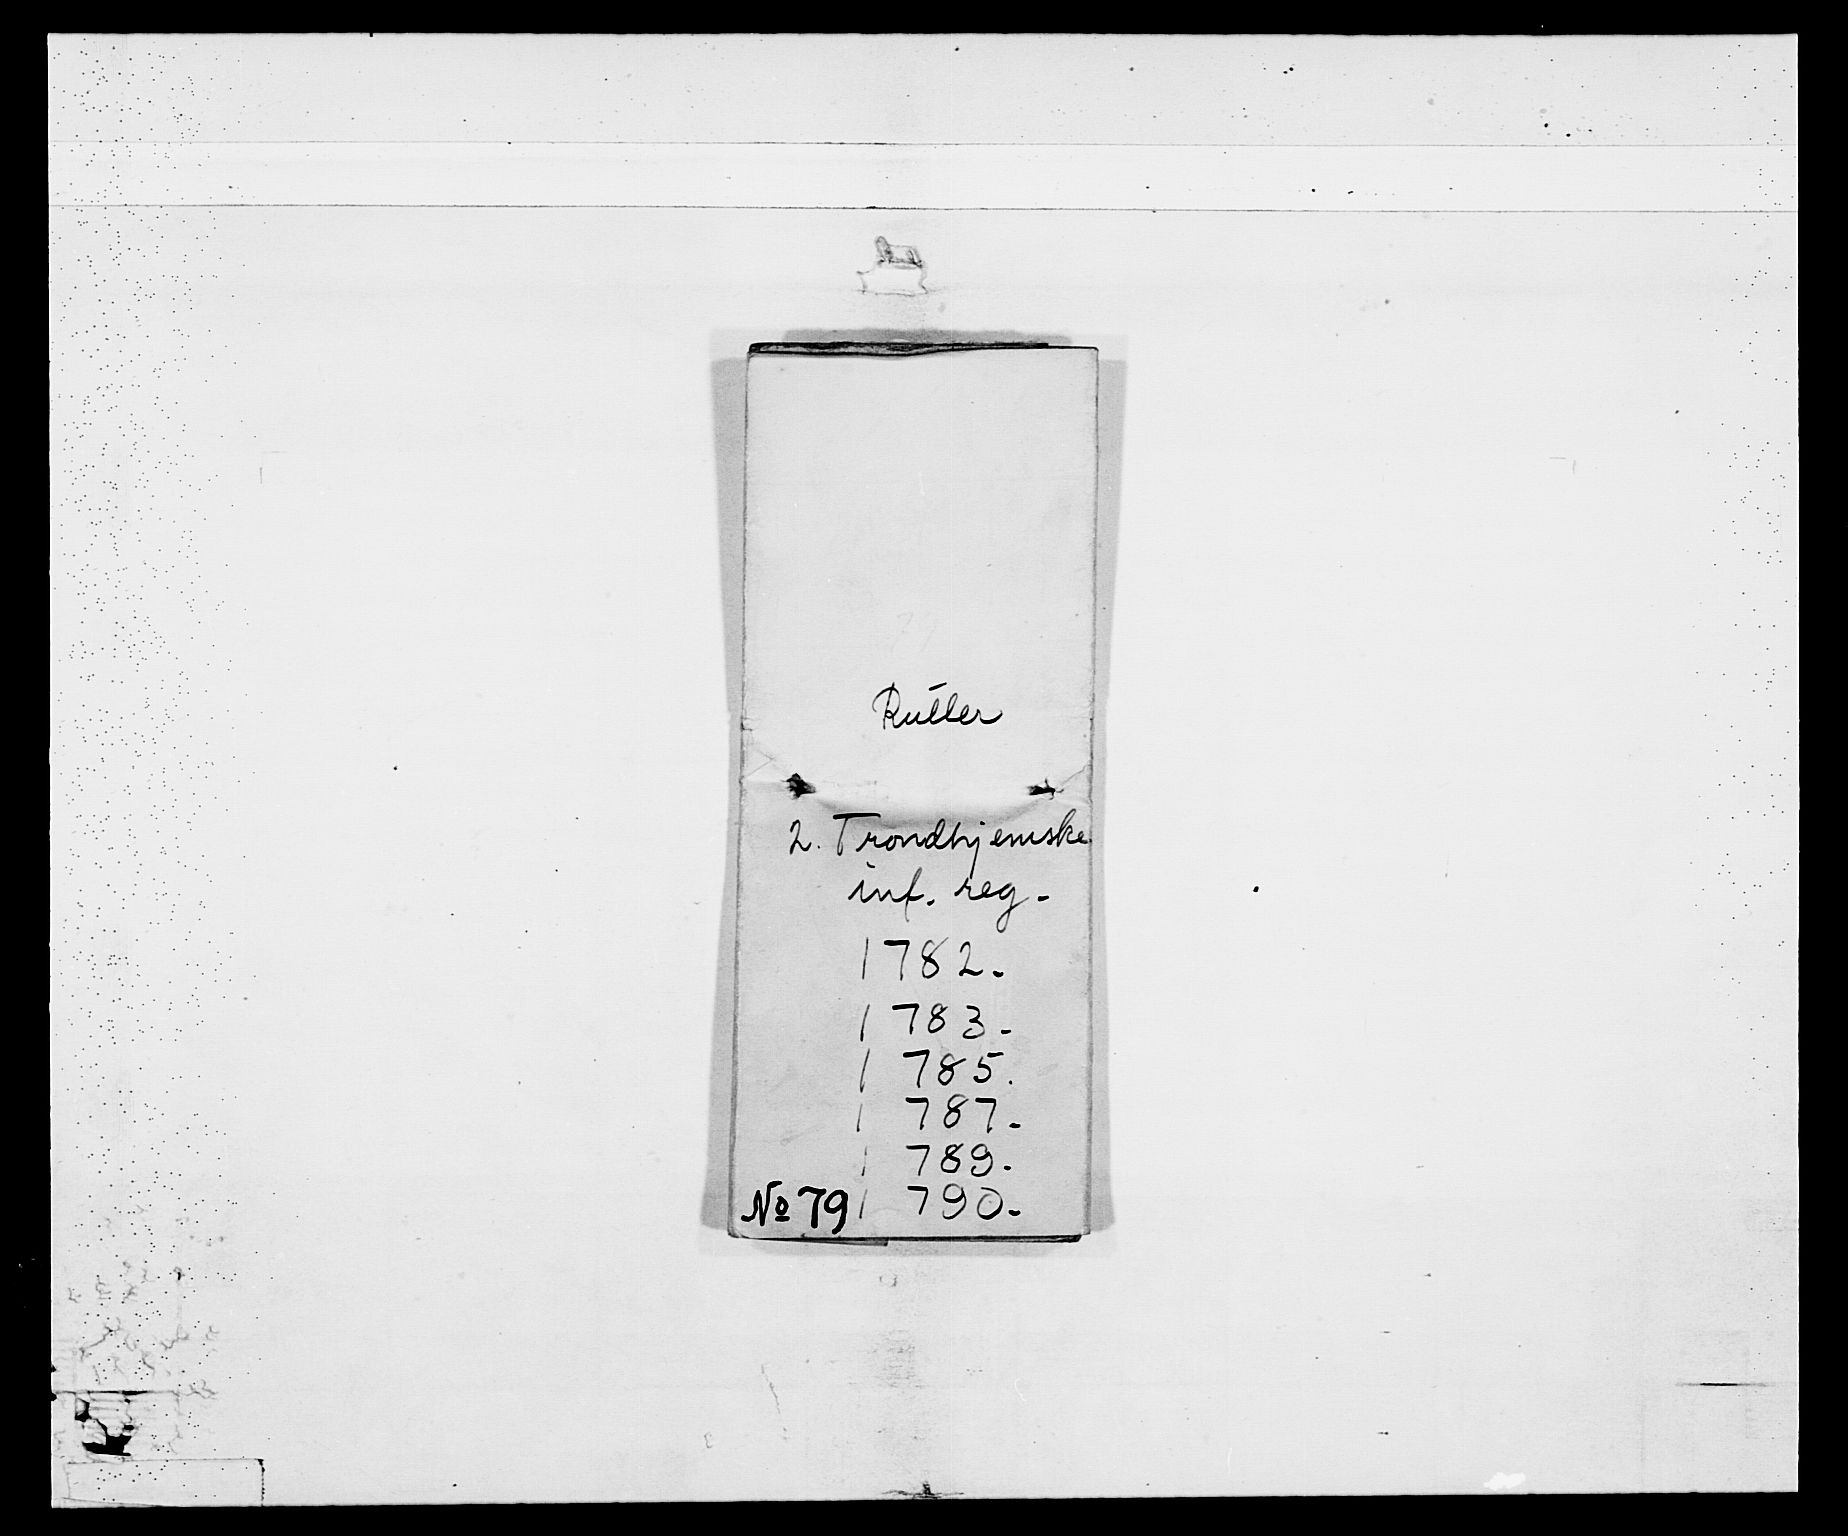 Ruller
2. Trondhjemske
inf. reg.
1782.
1783.
1785.
1787.
1789.
1790.
No 79